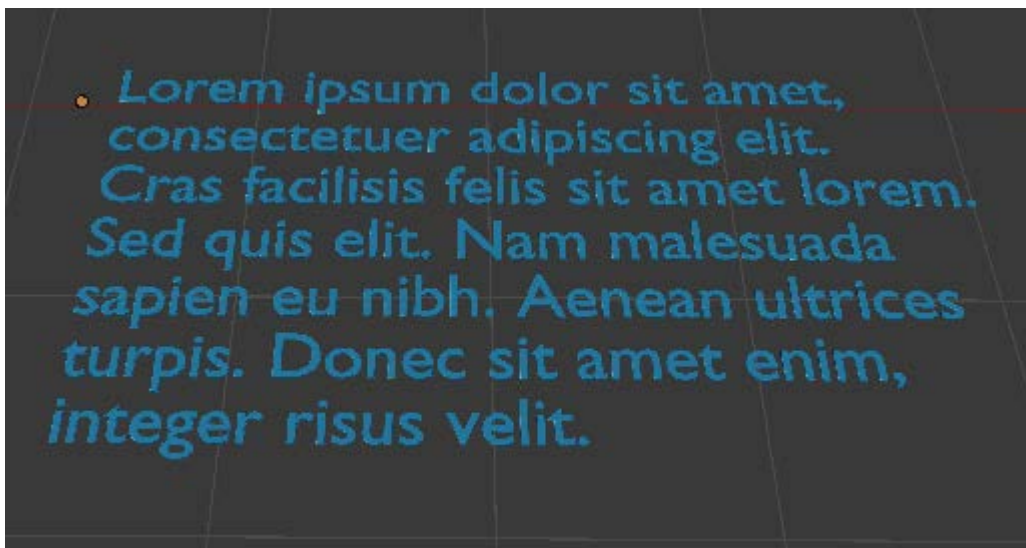 Lorem ipsum dolor sit amet,
consectetuer adipiscing elit.
Cras facilisis felis sit amet lorem.
Sed quis elit. Nam malesuada
sapien eu nibh. Aenean ultrices
turpis. Donec sit amet enim,
integer risus velit.